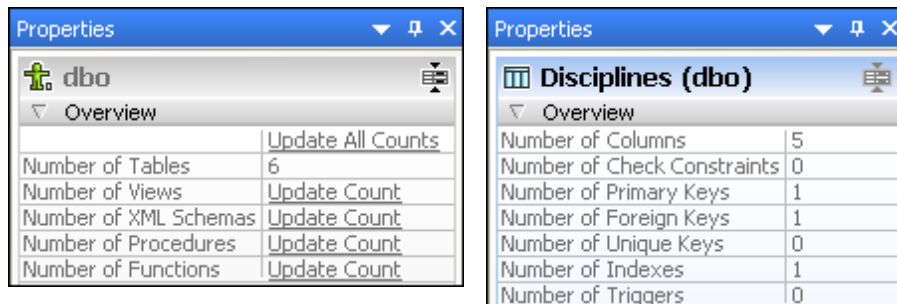 Properties
dbo
Overview
Update All Counts
Number of Tables 6
Number of Views Update Count
Number of XML Schemas Update Count
Number of Procedures Update Count
Number of Functions Update Count
Properties
Disciplines (dbo)
Overview
Number of Columns 5
Number of Check Constraints 0
Number of Primary Keys 1
Number of Foreign Keys 1
Number of Unique Keys 0
Number of Indexes 1
Number of Triggers 0